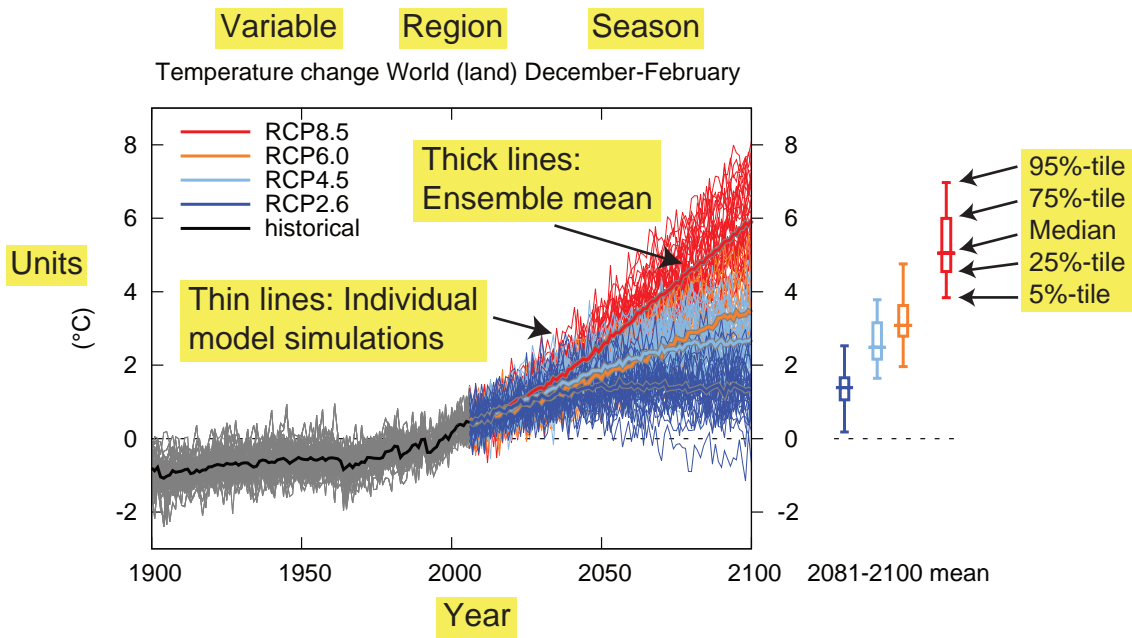 Variable Region Season
Temperature change World (land) December-February
RCP8.5
RCP6.0
RCP4.5
RCP2.6
historical
Thick lines:
Ensemble mean
Thin lines: Individual
model simulations
Units
(°C)
8
6
4
2
0
-2
1900 1950 2000 2050 2100
Year
8
6
4
2
0
-2
2081-2100 mean
95%-tile
75%-tile
Median
25%-tile
5%-tile